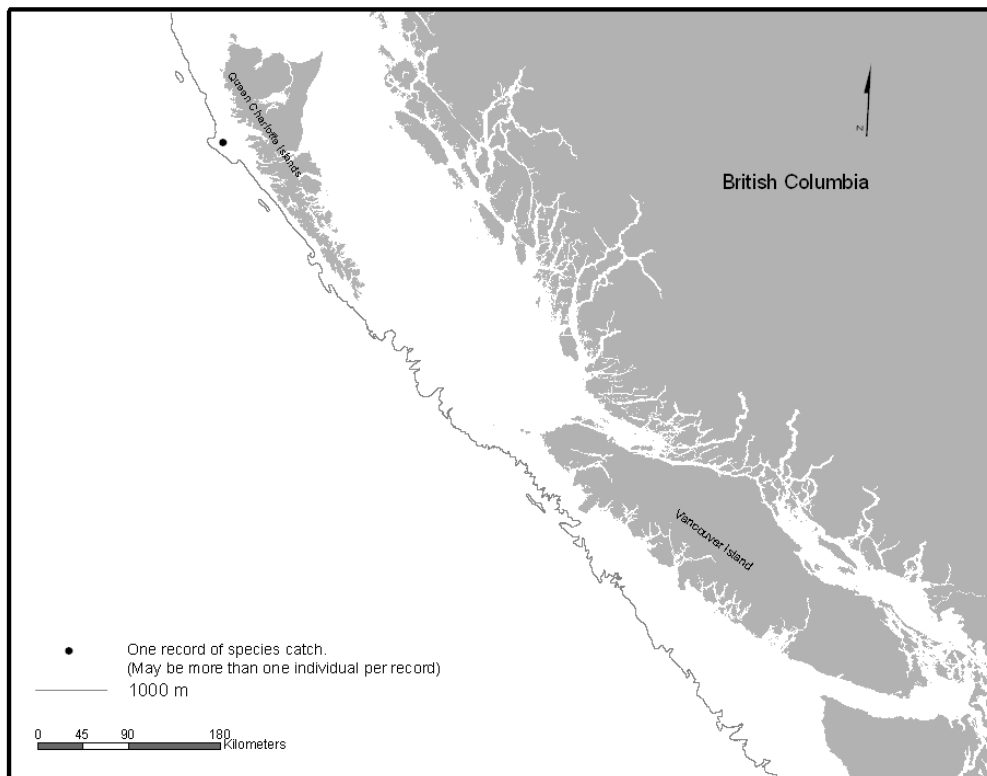 Queen Charlotte Islands
z
British Columbia
Vancouver Island
One record of species catch.
(May be more than one individual per record)
1000 m
0 45 90 180
Kilometers